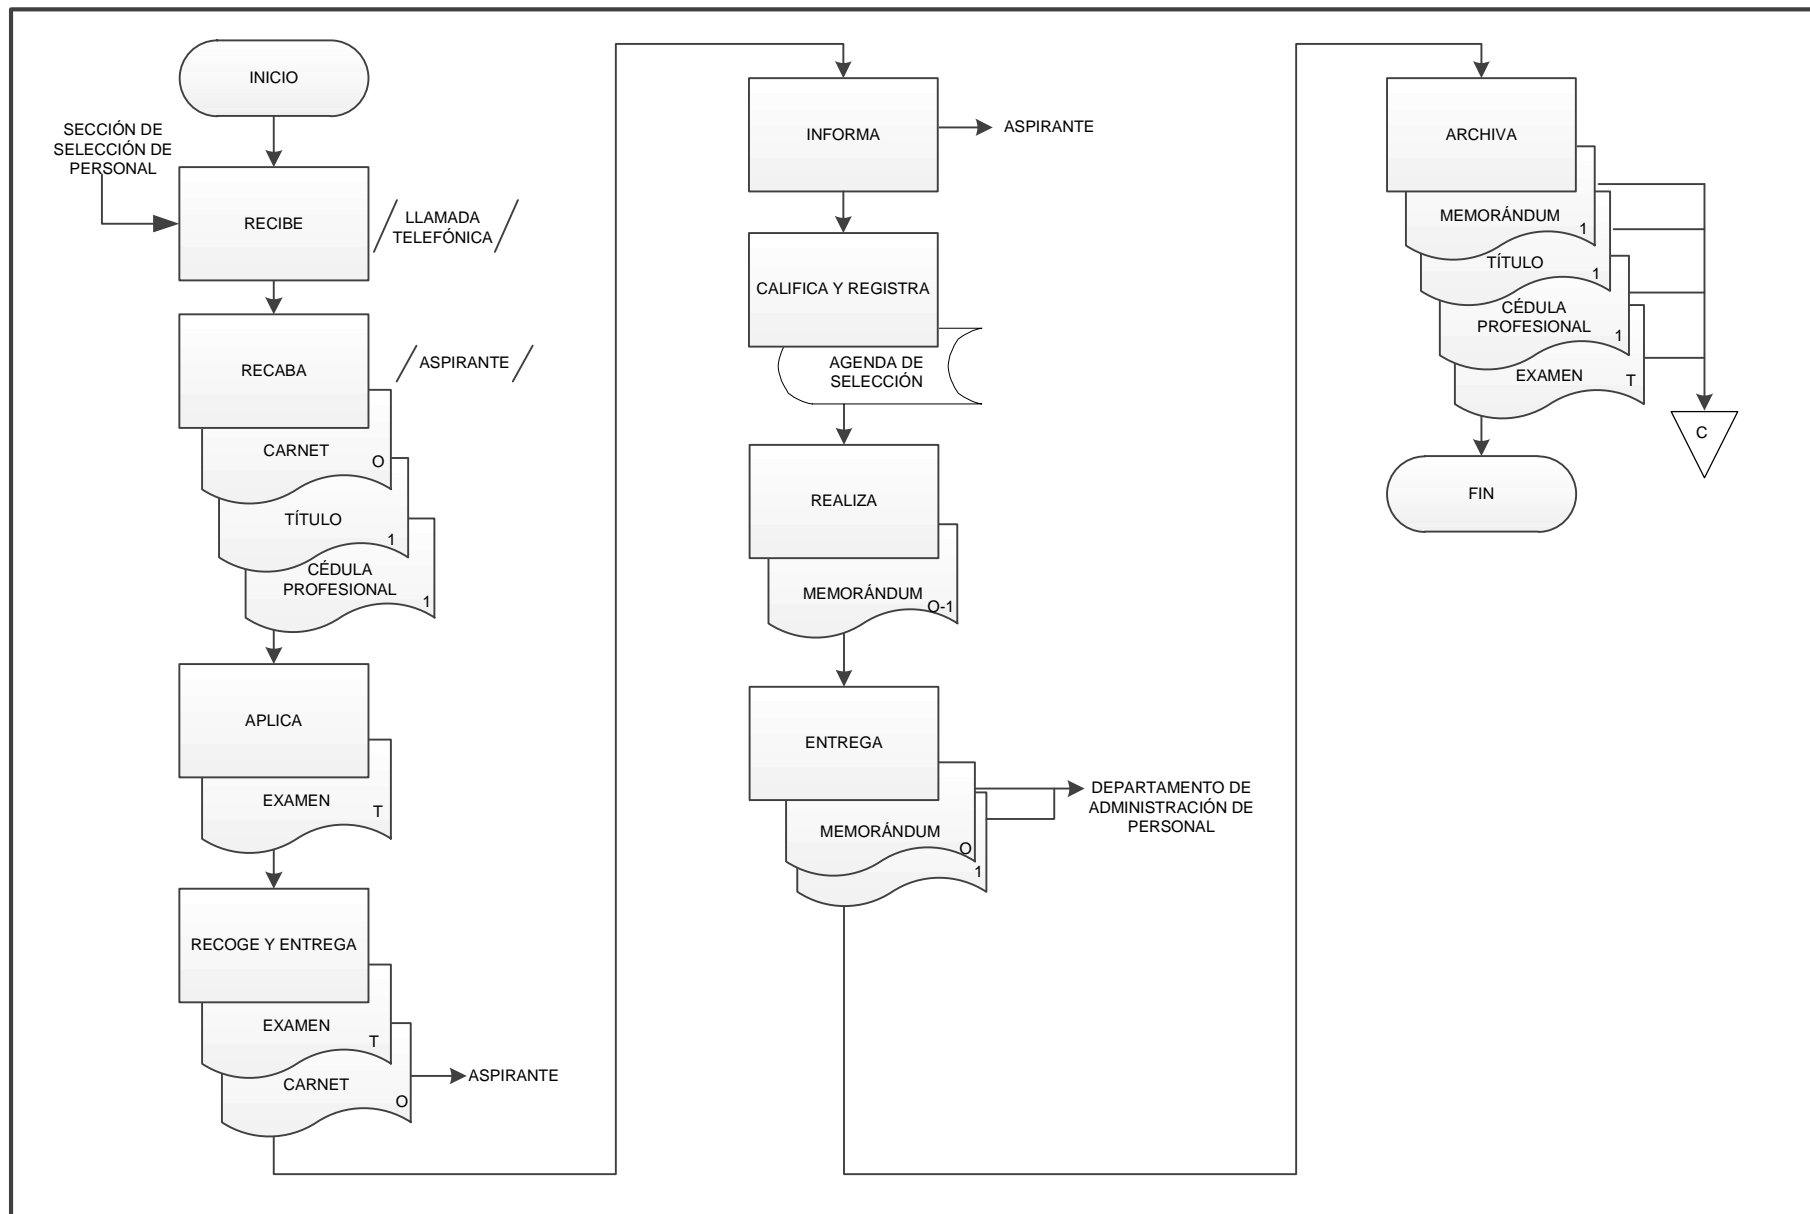 INICIO
SECCIÓN DE
SELECCIÓN DE
PERSONAL
RECIBE
LLAMADA
TELEFÓNICA
RECABA
ASPIRANTE
CARNET
O
TÍTULO
1
CÉDULA
PROFESIONAL
1
APLICA
EXAMEN
T
RECOGE Y ENTREGA
EXAMEN
T
CARNET
O
ASPIRANTE
INFORMA
ASPIRANTE
CALIFICA Y REGISTRA
AGENDA DE
SELECCIÓN
REALIZA
MEMORÁNDUM
O-1
ENTREGA
MEMORÁNDUM
O
1
DEPARTAMENTO DE
ADMINISTRACIÓN DE
PERSONAL
ARCHIVA
MEMORÁNDUM
1
TÍTULO
1
CÉDULA
PROFESIONAL
1
EXAMEN
T
C
FIN